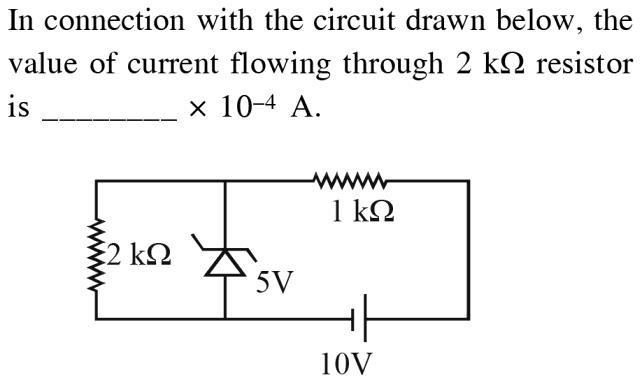 In connection with the circuit drawn below, the
value of current flowing through 2 kΩ resistor
is ________ × 10–4 A.
1 kΩ
2 kΩ
5V
10V